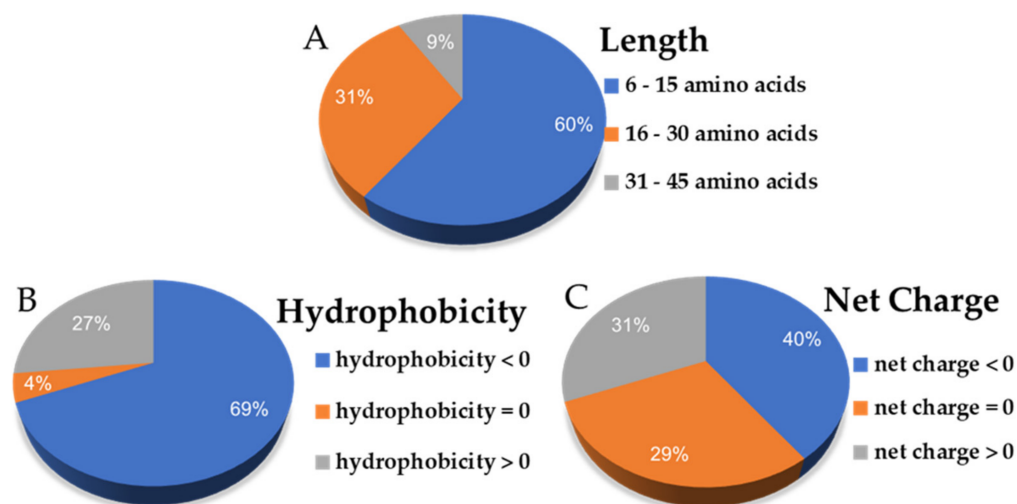 A
Length
9%
31%
60%
6 - 15 amino acids
16 - 30 amino acids
31 - 45 amino acids
B
Hydrophobicity
27%
4%
69%
hydrophobicity < 0
hydrophobicity = 0
hydrophobicity > 0
C
Net Charge
31%
40%
29%
net charge < 0
net charge = 0
net charge > 0